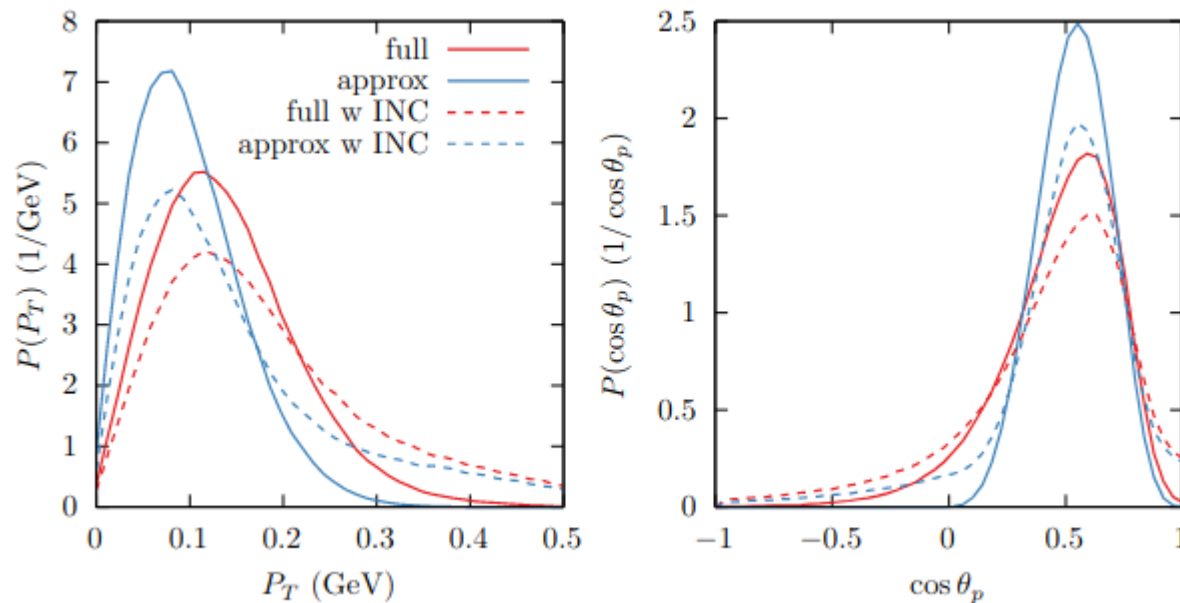 P(P_T) (1/GeV)
8
7
6
5
4
3
2
1
0
full
approx
full w INC
approx w INC
0 0.1 0.2 0.3 0.4 0.5
P_T (GeV)
P(cos θ_p) (1/ cos θ_p)
2.5
2
1.5
1
0.5
0
−1 −0.5 0 0.5 1
cos θ_p